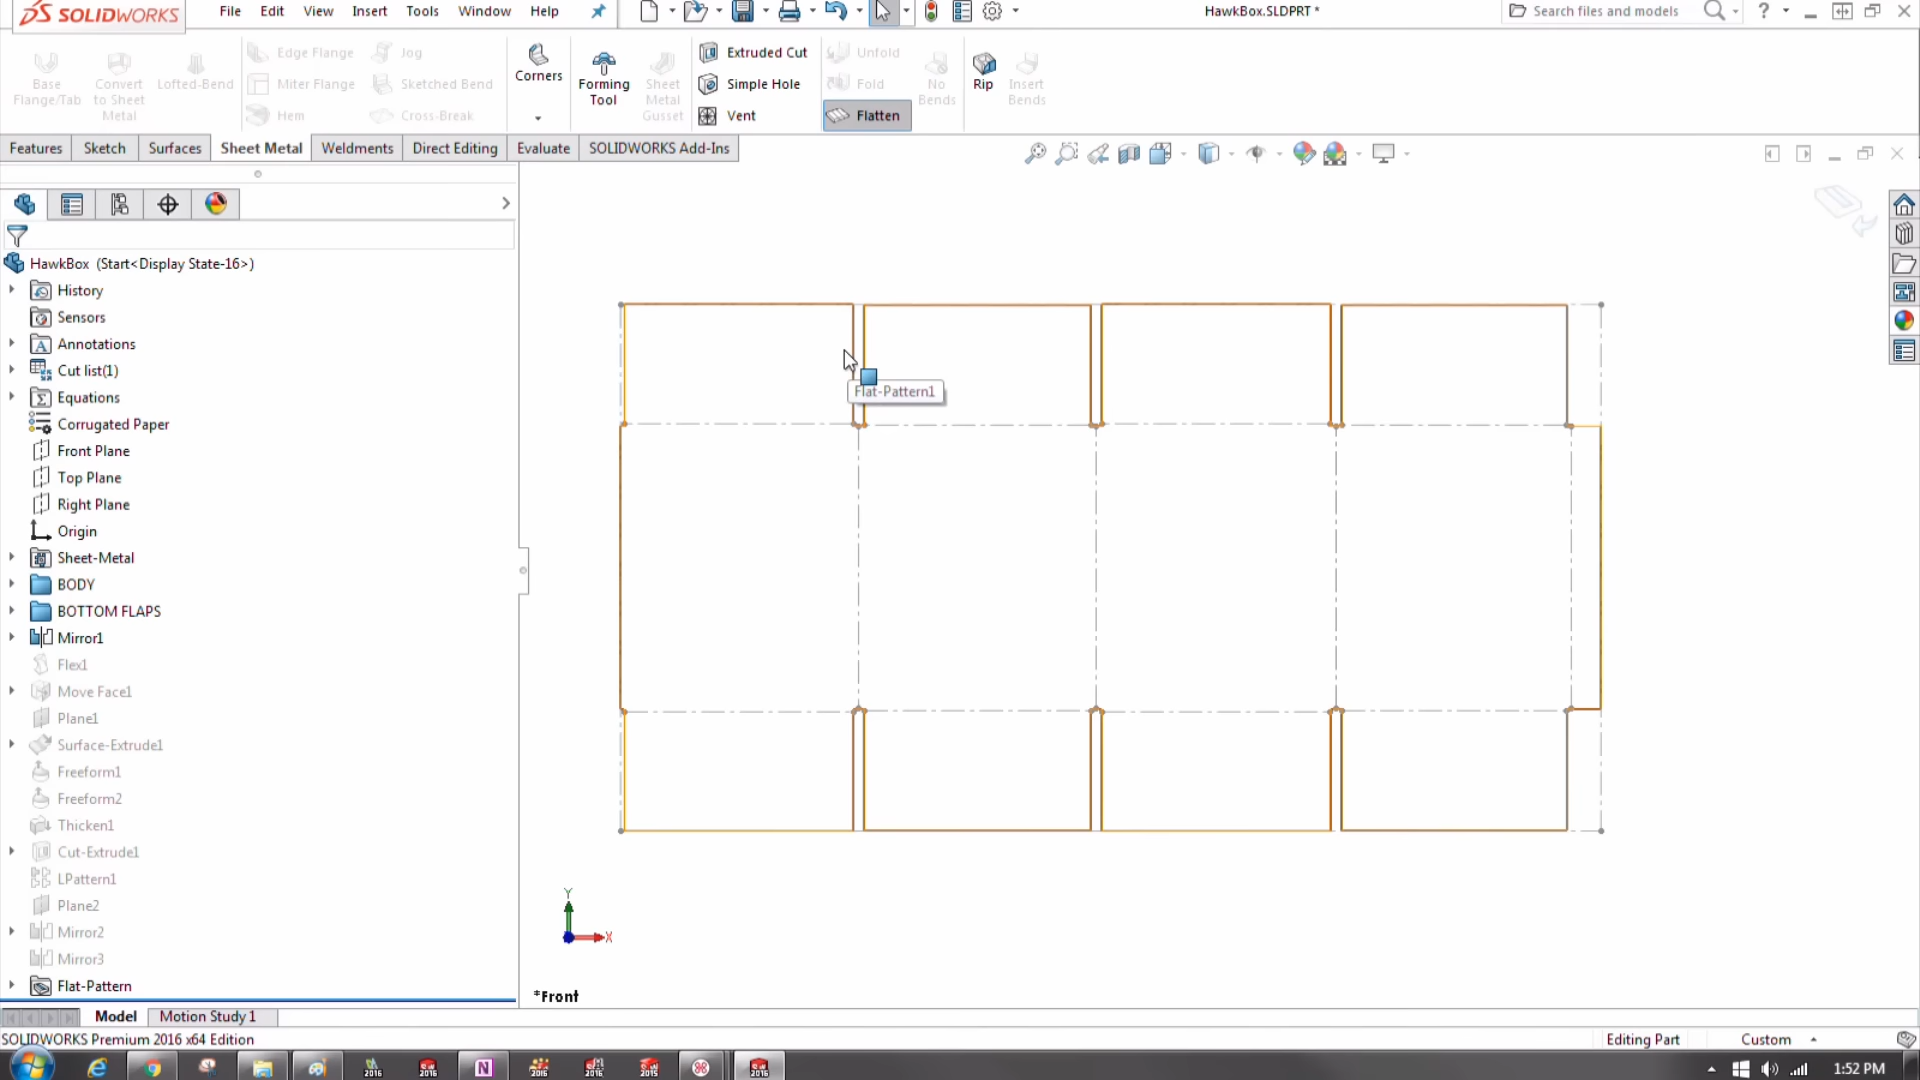 SOLIDWORKS File Edit View Insert Tools Window Help HawkBox.SLDPRT * Search files and models ?
Edge Flange Jog Extruded Cut Unfold
Base Flange/Tab Convert to Sheet Metal Lofted-Bend Miter Flange Sketched Bend Corners Forming Tool Sheet Metal Gusset Simple Hole Fold No Bends Rip Insert Bends
Hem Cross-Break Vent Flatten
Features Sketch Surfaces Sheet Metal Weldments Direct Editing Evaluate SOLIDWORKS Add-Ins
HawkBox (Start<Display State-16>)
History
Sensors
Annotations
Cut list(1)
Flat-Pattern1
Equations
Corrugated Paper
Front Plane
Top Plane
Right Plane
Origin
Sheet-Metal
BODY
BOTTOM FLAPS
Mirror1
Flex1
Move Face1
Plane1
Surface-Extrude1
Freeform1
Freeform2
Thicken1
Cut-Extrude1
LPattern1
Plane2
Mirror2
Mirror3
Flat-Pattern
Y
X
*Front
Model Motion Study 1
SOLIDWORKS Premium 2016 x64 Edition Editing Part Custom
2016 2016 N 2015 2016 2015 2016 1:52 PM